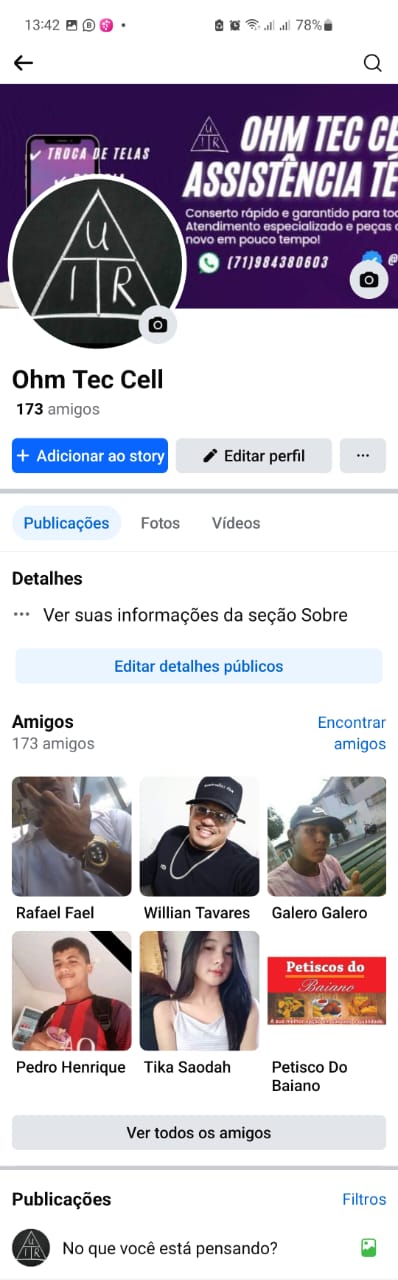 13:42
78%
✓ TROCA DE TELAS
OHM TEC CE
ASSISTÊNCIA TÉ
Conserto rápido e garantido para to
Atendimento especializado e peças
novo em pouco tempo!
(71)984380603
@
U
I R
U
I R
Ohm Tec Cell
173 amigos
+ Adicionar ao story
Editar perfil
...
Publicações
Fotos
Vídeos
Detalhes
... Ver suas informações da seção Sobre
Editar detalhes públicos
Amigos
Encontrar
amigos
173 amigos
Rafael Fael
Willian Tavares
Galero Galero
Petiscos do
Baiano
Pedro Henrique
Tika Saodah
Petisco Do
Baiano
Ver todos os amigos
Publicações
Filtros
No que você está pensando?